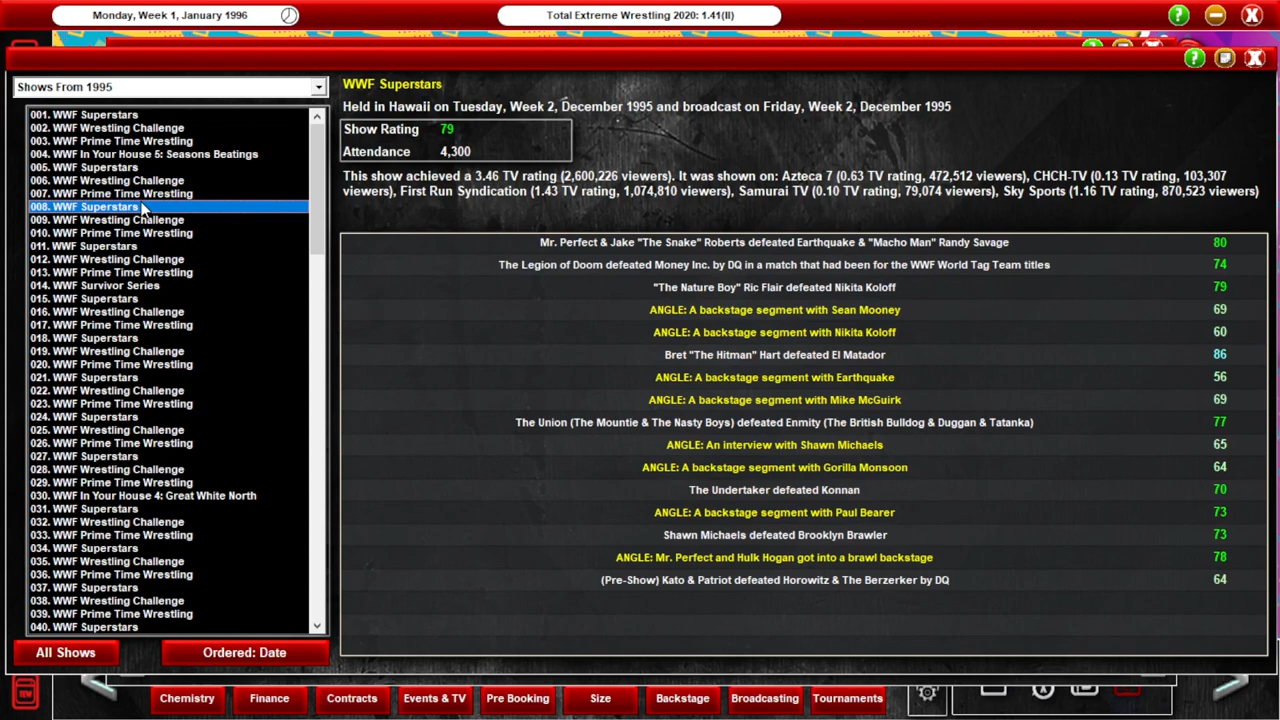 Monday, Week 1, January 1996
Total Extreme Wrestling 2020: 1.41(II)
Shows From 1995
001. WWF Superstars
002. WWF Wrestling Challenge
003. WWF Prime Time Wrestling
004. WWF In Your House 5: Seasons Beatings
005. WWF Superstars
006. WWF Wrestling Challenge
007. WWF Prime Time Wrestling
008. WWF Superstars
009. WWF Wrestling Challenge
010. WWF Prime Time Wrestling
011. WWF Superstars
012. WWF Wrestling Challenge
013. WWF Prime Time Wrestling
014. WWF Survivor Series
015. WWF Superstars
016. WWF Wrestling Challenge
017. WWF Prime Time Wrestling
018. WWF Superstars
019. WWF Wrestling Challenge
020. WWF Prime Time Wrestling
021. WWF Superstars
022. WWF Wrestling Challenge
023. WWF Prime Time Wrestling
024. WWF Superstars
025. WWF Wrestling Challenge
026. WWF Prime Time Wrestling
027. WWF Superstars
028. WWF Wrestling Challenge
029. WWF Prime Time Wrestling
030. WWF In Your House 4: Great White North
031. WWF Superstars
032. WWF Wrestling Challenge
033. WWF Prime Time Wrestling
034. WWF Superstars
035. WWF Wrestling Challenge
036. WWF Prime Time Wrestling
037. WWF Superstars
038. WWF Wrestling Challenge
039. WWF Prime Time Wrestling
040. WWF Superstars
All Shows
Ordered: Date
WWF Superstars
Held in Hawaii on Tuesday, Week 2, December 1995 and broadcast on Friday, Week 2, December 1995
Show Rating 79
Attendance 4,300
This show achieved a 3.46 TV rating (2,600,226 viewers). It was shown on: Azteca 7 (0.63 TV rating, 472,512 viewers), CHCH-TV (0.13 TV rating, 103,307
viewers), First Run Syndication (1.43 TV rating, 1,074,810 viewers), Samurai TV (0.10 TV rating, 79,074 viewers), Sky Sports (1.16 TV rating, 870,523 viewers)
Mr. Perfect & Jake "The Snake" Roberts defeated Earthquake & "Macho Man" Randy Savage 80
The Legion of Doom defeated Money Inc. by DQ in a match that had been for the WWF World Tag Team titles 74
"The Nature Boy" Ric Flair defeated Nikita Koloff 79
ANGLE: A backstage segment with Sean Mooney 69
ANGLE: A backstage segment with Nikita Koloff 60
Bret "The Hitman" Hart defeated El Matador 86
ANGLE: A backstage segment with Earthquake 56
ANGLE: A backstage segment with Mike McGuirk 69
The Union (The Mountie & The Nasty Boys) defeated Enmity (The British Bulldog & Duggan & Tatanka) 77
ANGLE: An interview with Shawn Michaels 65
ANGLE: A backstage segment with Gorilla Monsoon 64
The Undertaker defeated Konnan 70
ANGLE: A backstage segment with Paul Bearer 73
Shawn Michaels defeated Brooklyn Brawler 73
ANGLE: Mr. Perfect and Hulk Hogan got into a brawl backstage 78
(Pre-Show) Kato & Patriot defeated Horowitz & The Berzerker by DQ 64
Chemistry
Finance
Contracts
Events & TV
Pre Booking
Size
Backstage
Broadcasting
Tournaments